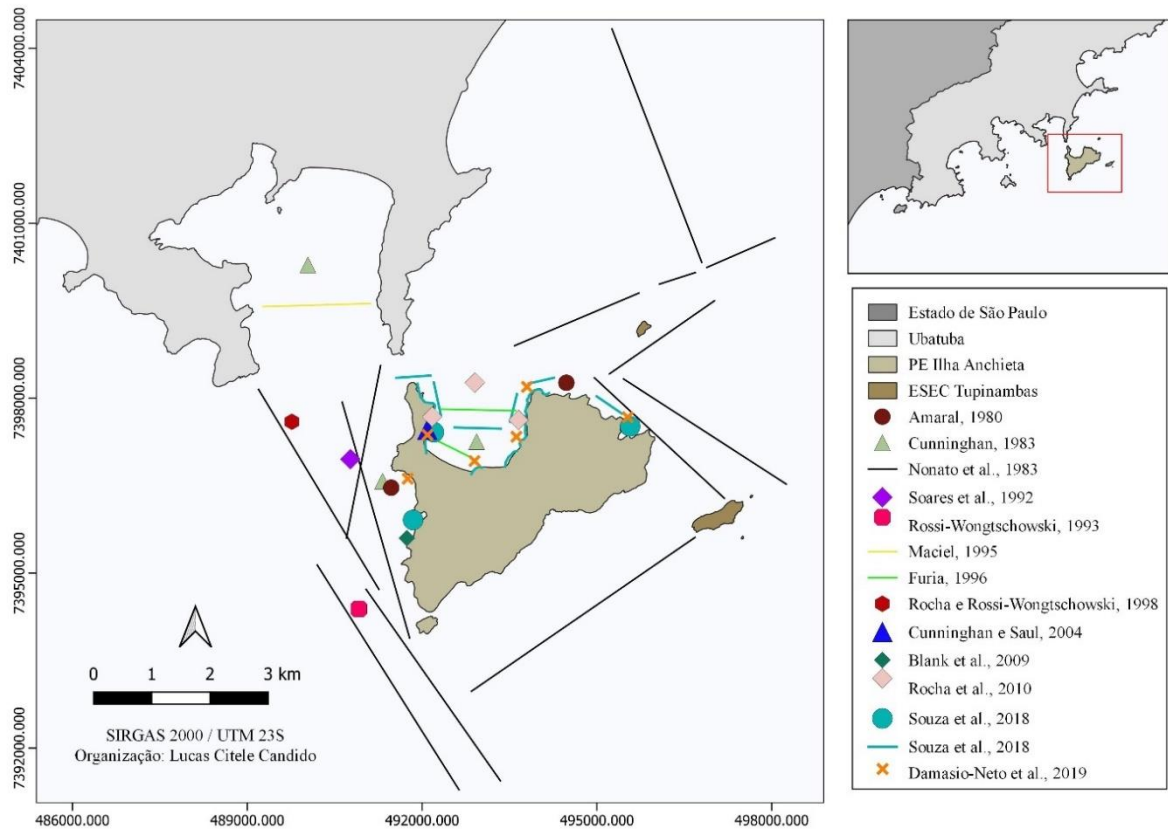 7404000.000
7401000.000
7398000.000
7395000.000
7392000.000
0 1 2 3 km
SIRGAS 2000 / UTM 23S
Organização: Lucas Citele Candido
486000.000 489000.000 492000.000 495000.000 498000.000
Estado de São Paulo
Ubatuba
PE Ilha Anchieta
ESEC Tupinambas
Amaral, 1980
Cunninghan, 1983
Nonato et al., 1983
Soares et al., 1992
Rossi-Wongtschowski, 1993
Maciel, 1995
Furia, 1996
Rocha e Rossi-Wongtschowski, 1998
Cunninghan e Saul, 2004
Blank et al., 2009
Rocha et al., 2010
Souza et al., 2018
Souza et al., 2018
Damasio-Neto et al., 2019